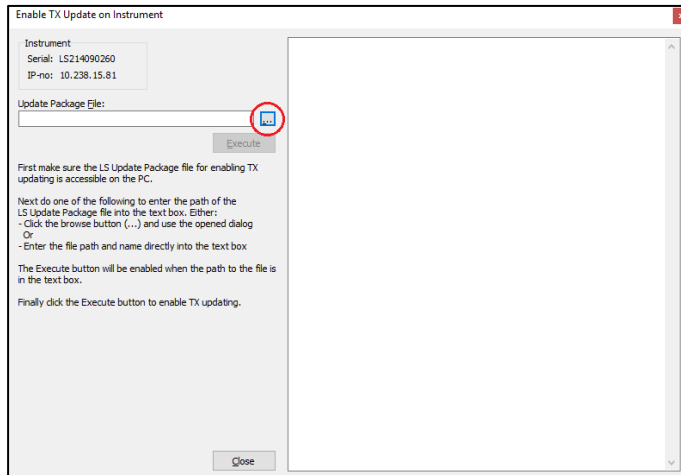 Enable TX Update on Instrument
x
Instrument
Serial: LS214090260
IP-no: 10.238.15.81
Update Package File:
...
Execute
First make sure the LS Update Package file for enabling TX
updating is accessible on the PC.
Next do one of the following to enter the path of the
LS Update Package file into the text box. Either:
- Click the browse button (...) and use the opened dialog
Or
- Enter the file path and name directly into the text box
The Execute button will be enabled when the path to the file is
in the text box.
Finally click the Execute button to enable TX updating.
Close